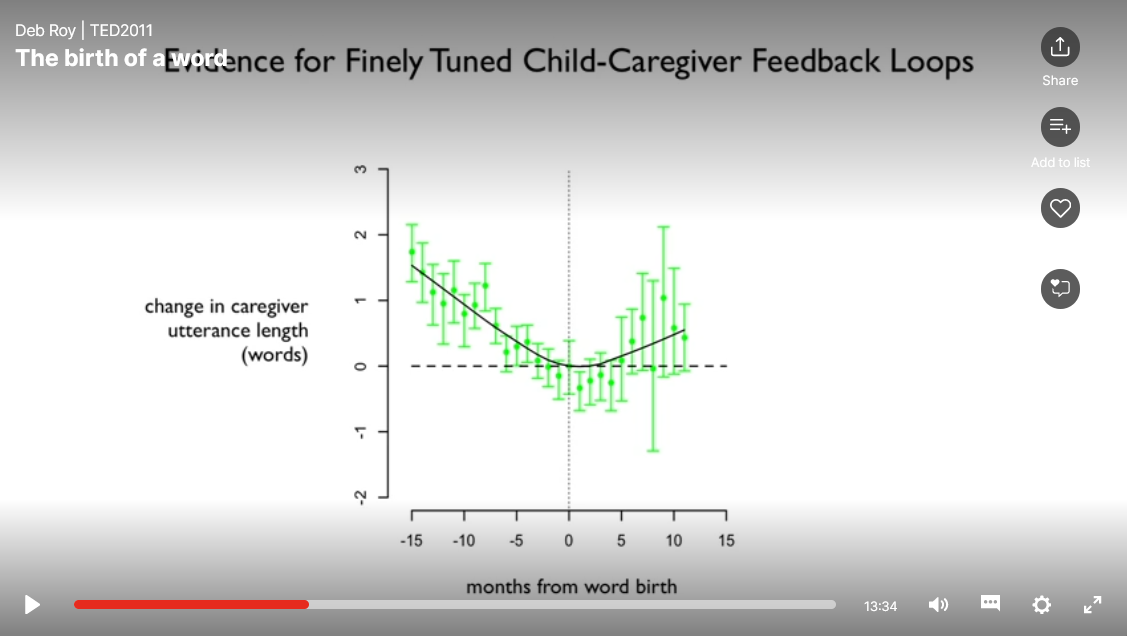 Deb Roy | TED2011
The birth of a word
Evidence for Finely Tuned Child-Caregiver Feedback Loops
Share
Add to list
change in caregiver
utterance length
(words)
3
2
1
0
-1
-2
-15 -10 -5 0 5 10 15
months from word birth
13:34